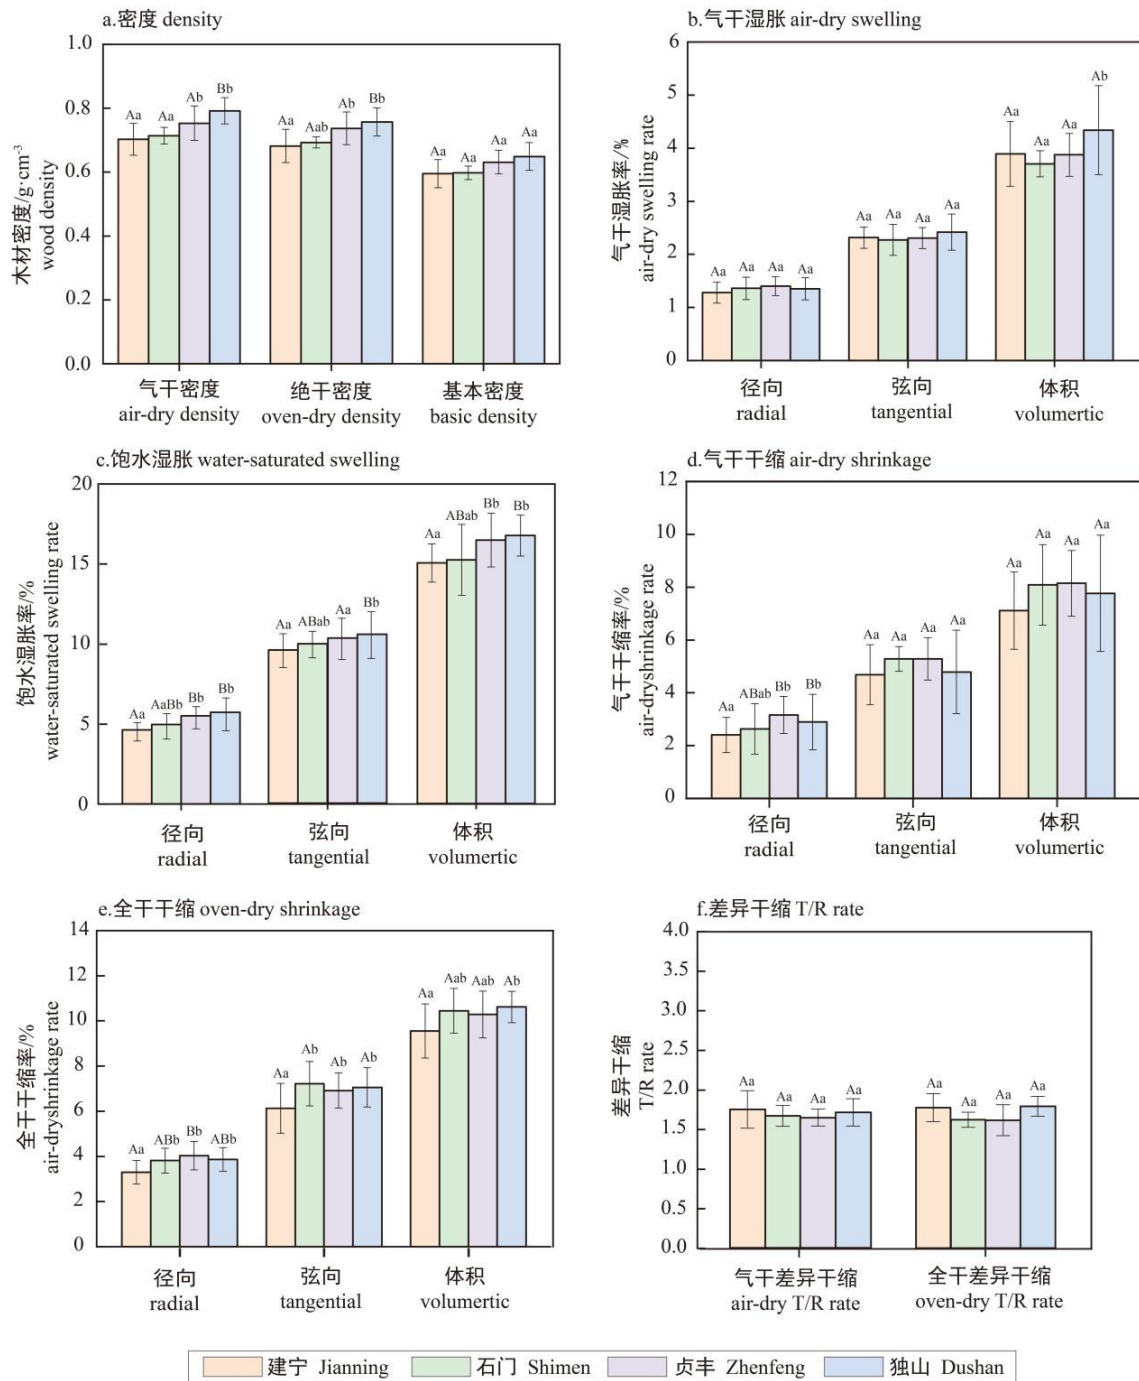 a.密度 density
1.0
0.8
0.6
0.4
0.2
0.0
木材密度/g·cm⁻³
wood density
Aa Aa Ab Bb
Aa Aab Ab Bb
Aa Aa Aa Aa
气干密度 绝干密度 基本密度
air-dry density oven-dry density basic density
b.气干湿胀 air-dry swelling
6
5
4
3
2
1
0
气干湿胀率/%
air-dry swelling rate
Aa Aa Aa Aa
Aa Aa Aa Aa
Aa Aa Aa Ab
径向 弦向 体积
radial tangential volumertic
c.饱水湿胀 water-saturated swelling
20
15
10
5
0
饱水湿胀率/%
water-saturated swelling rate
Aa AaBb Bb Bb
Aa ABab Aa Bb
Aa ABab Bb Bb
径向 弦向 体积
radial tangential volumertic
d.气干干缩 air-dry shrinkage
12
10
8
6
4
2
0
气干干缩率/%
air-dryshrinkage rate
Aa ABab Bb Bb
Aa Aa Aa Aa
Aa Aa Aa Aa
径向 弦向 体积
radial tangential volumertic
e.全干干缩 oven-dry shrinkage
14
12
10
8
6
4
2
0
全干干缩率/%
air-dryshrinkage rate
Aa ABb Bb ABb
Aa Ab Ab Ab
Aa Aab Aab Ab
径向 弦向 体积
radial tangential volumertic
f.差异干缩 T/R rate
4.0
3.5
3.0
2.5
2.0
1.5
1.0
0.5
0.0
差异干缩
T/R rate
Aa Aa Aa Aa
Aa Aa Aa Aa
气干差异干缩 全干差异干缩
air-dry T/R rate oven-dry T/R rate
建宁 Jianning 石门 Shimen 贞丰 Zhenfeng 独山 Dushan